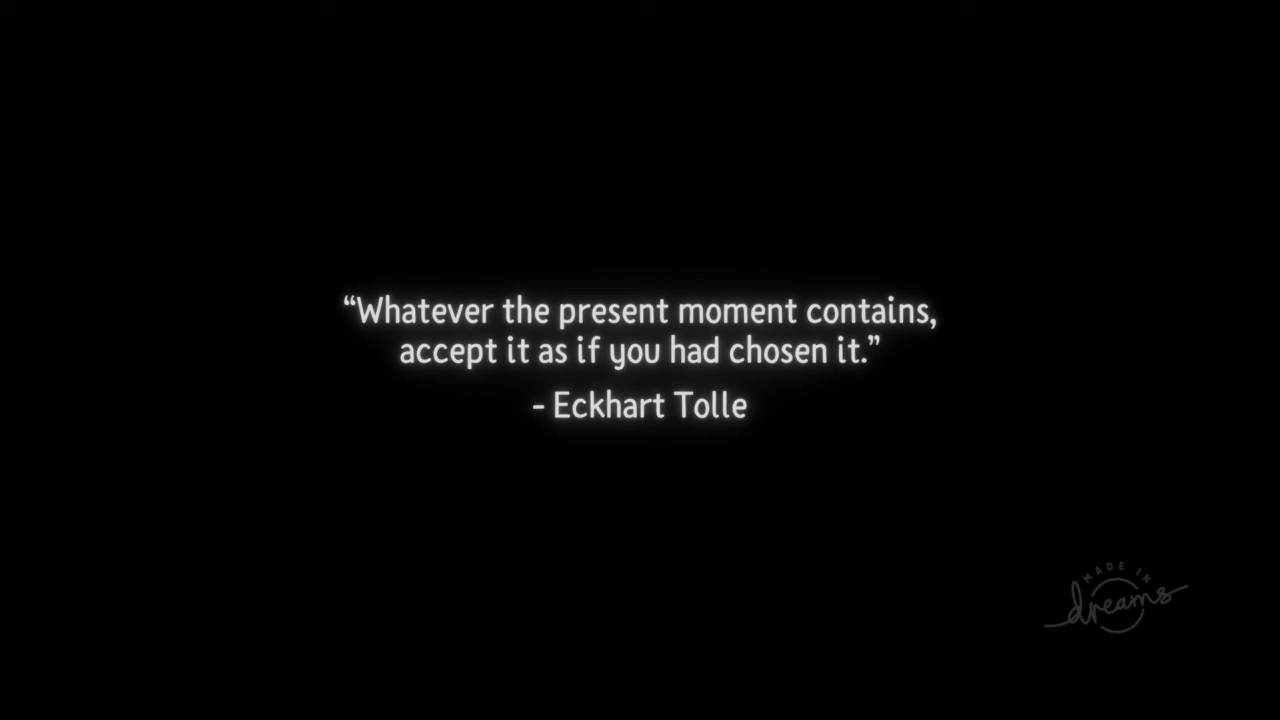 “Whatever the present moment contains,
accept it as if you had chosen it.”
- Eckhart Tolle
MADE IN
dreams